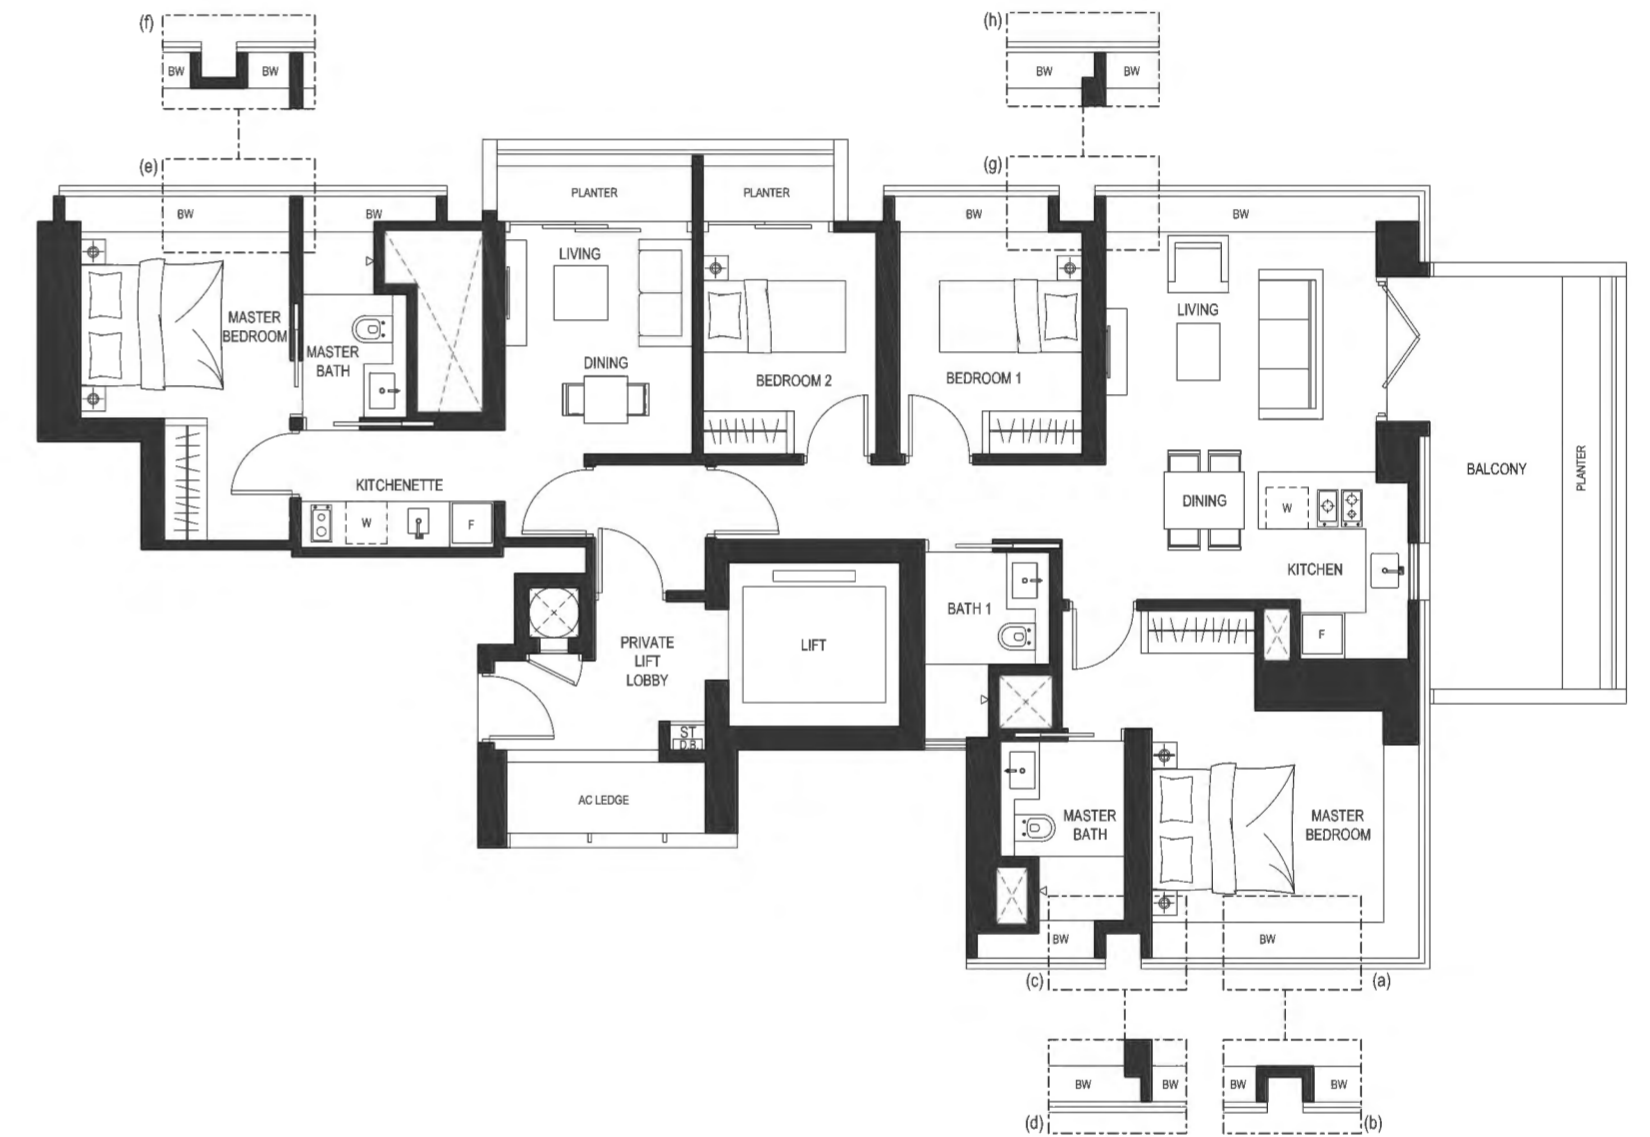 (f)
(h)
BW
BW
BW
BW
(e)
(g)
BW
BW
PLANTER
PLANTER
BW
BW
LIVING
LIVING
MASTER
BEDROOM
MASTER
BATH
DINING
BEDROOM 2
BEDROOM 1
KITCHENETTE
W
F
DINING
W
BALCONY
PLANTER
KITCHEN
F
BATH 1
PRIVATE
LIFT
LOBBY
LIFT
ST
D.B.
AC LEDGE
MASTER
BATH
MASTER
BEDROOM
BW
BW
(c)
(a)
BW
BW
BW
BW
(d)
(b)